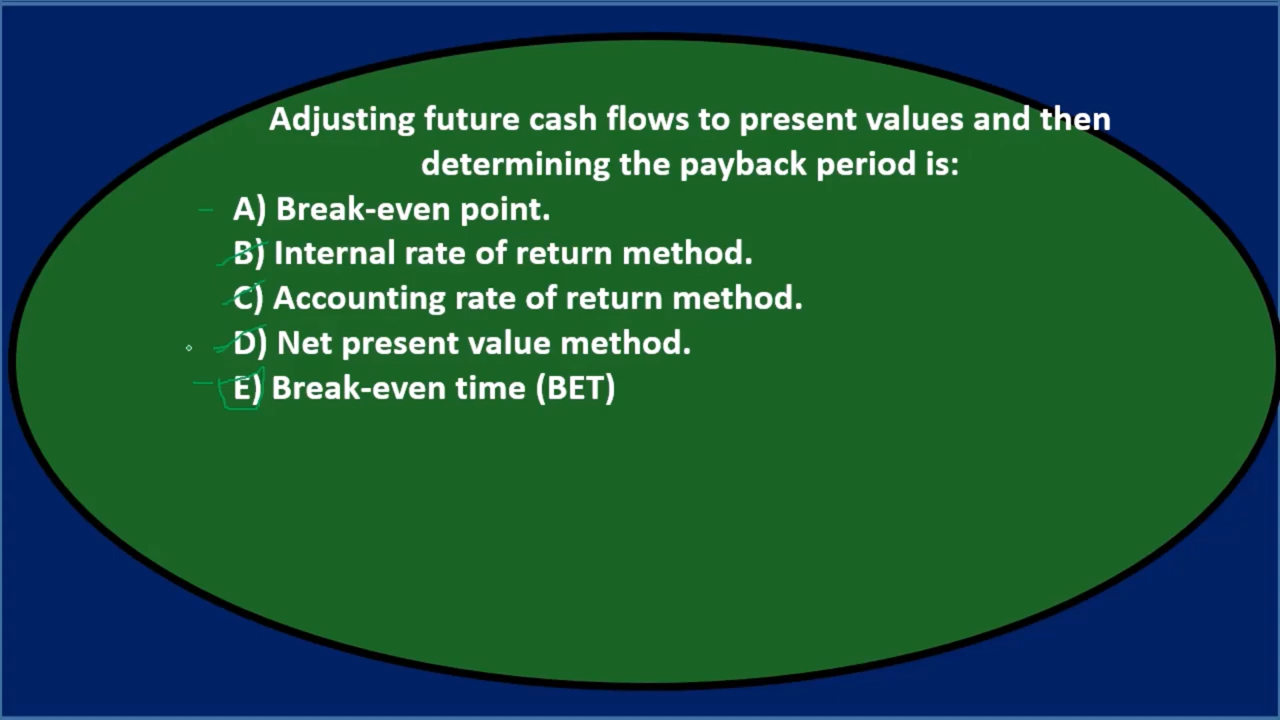 Adjusting future cash flows to present values and then
determining the payback period is:
A) Break-even point.
B) Internal rate of return method.
C) Accounting rate of return method.
D) Net present value method.
E) Break-even time (BET)